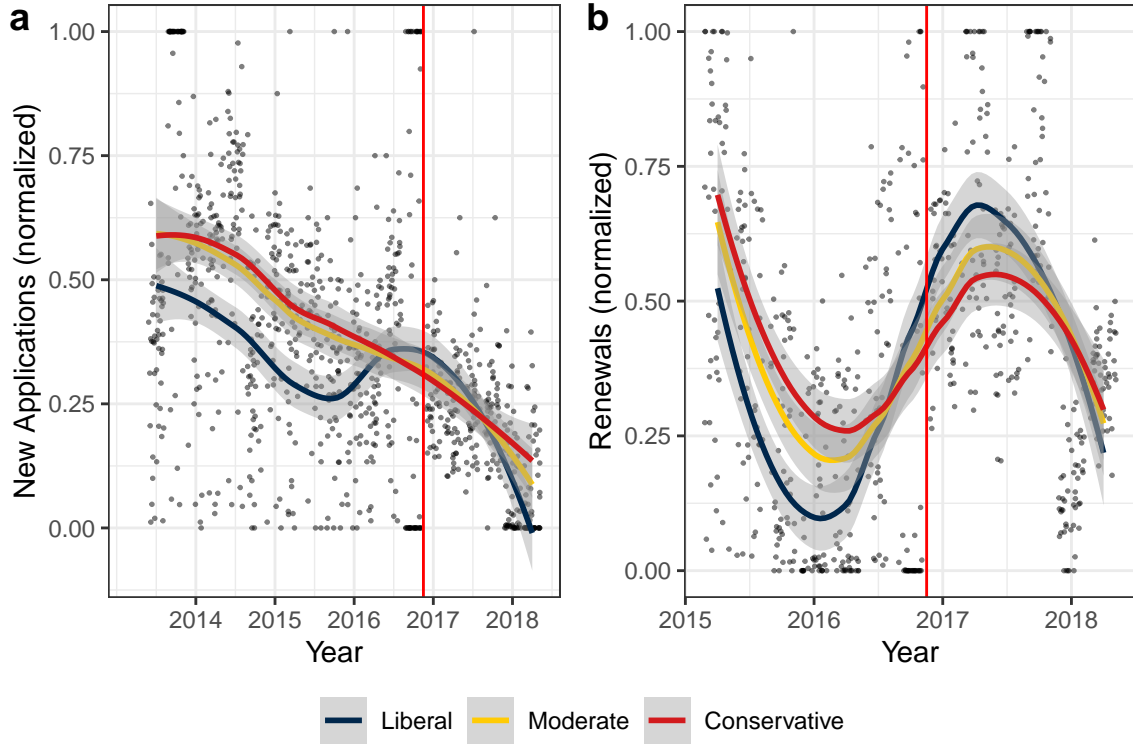 a
New Applications (normalized)
1.00
0.75
0.50
0.25
0.00
2014 2015 2016 2017 2018
Year
b
Renewals (normalized)
1.00
0.75
0.50
0.25
0.00
2015 2016 2017 2018
Year
Liberal Moderate Conservative